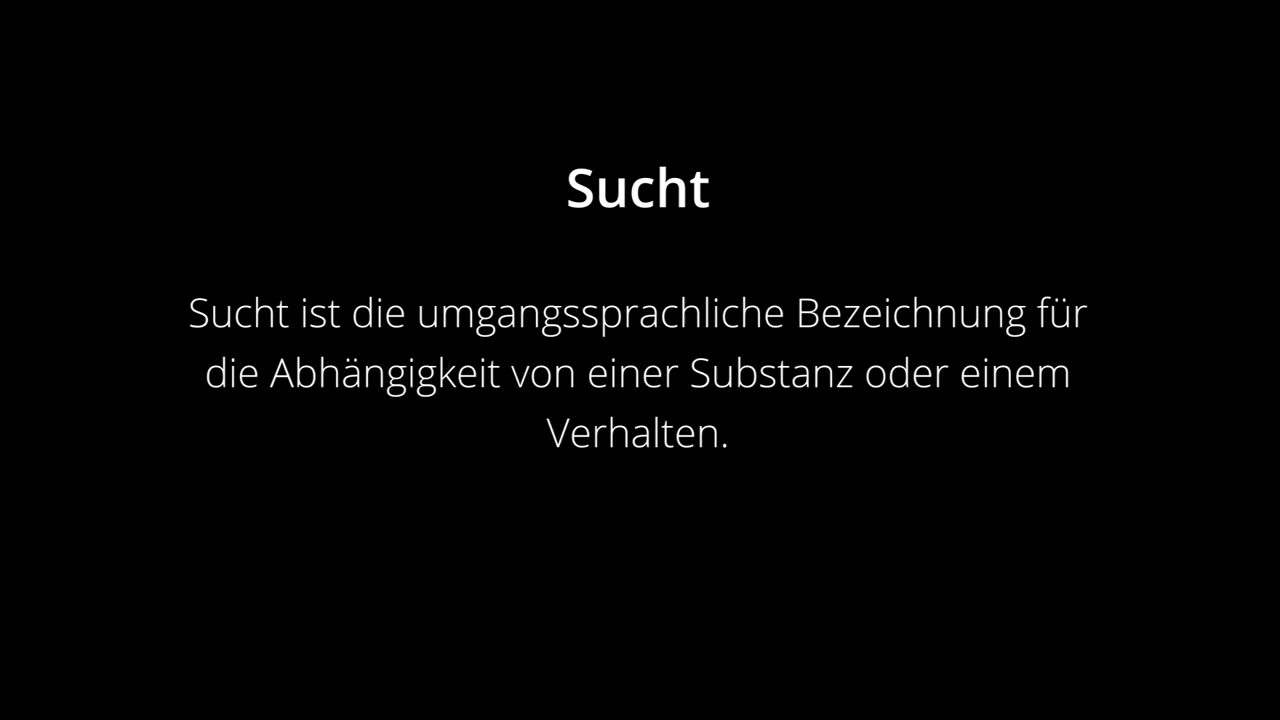 Sucht
Sucht ist die umgangssprachliche Bezeichnung für
die Abhängigkeit von einer Substanz oder einem
Verhalten.